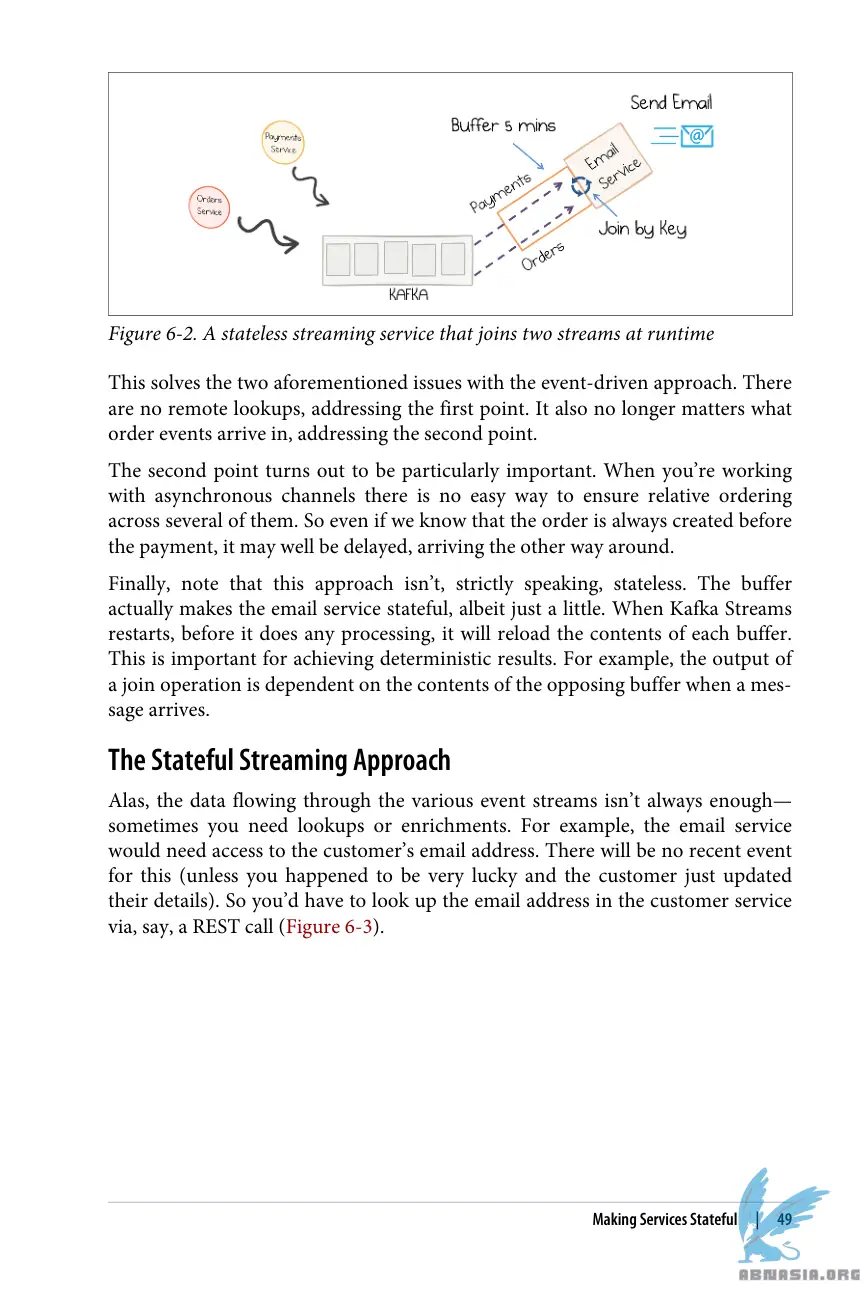 Send Email
Buffer 5 mins
Payments
Service
@
Email
Service
Payments
Orders
Service
Join by Key
Orders
KAFKA
Figure 6-2. A stateless streaming service that joins two streams at runtime
This solves the two aforementioned issues with the event-driven approach. There
are no remote lookups, addressing the first point. It also no longer matters what
order events arrive in, addressing the second point.
The second point turns out to be particularly important. When you’re working
with asynchronous channels there is no easy way to ensure relative ordering
across several of them. So even if we know that the order is always created before
the payment, it may well be delayed, arriving the other way around.
Finally, note that this approach isn’t, strictly speaking, stateless. The buffer
actually makes the email service stateful, albeit just a little. When Kafka Streams
restarts, before it does any processing, it will reload the contents of each buffer.
This is important for achieving deterministic results. For example, the output of
a join operation is dependent on the contents of the opposing buffer when a mes-
sage arrives.
The Stateful Streaming Approach
Alas, the data flowing through the various event streams isn’t always enough—
sometimes you need lookups or enrichments. For example, the email service
would need access to the customer’s email address. There will be no recent event
for this (unless you happened to be very lucky and the customer just updated
their details). So you’d have to look up the email address in the customer service
via, say, a REST call (Figure 6-3).
Making Services Stateful | 49
ABNASIA.ORG